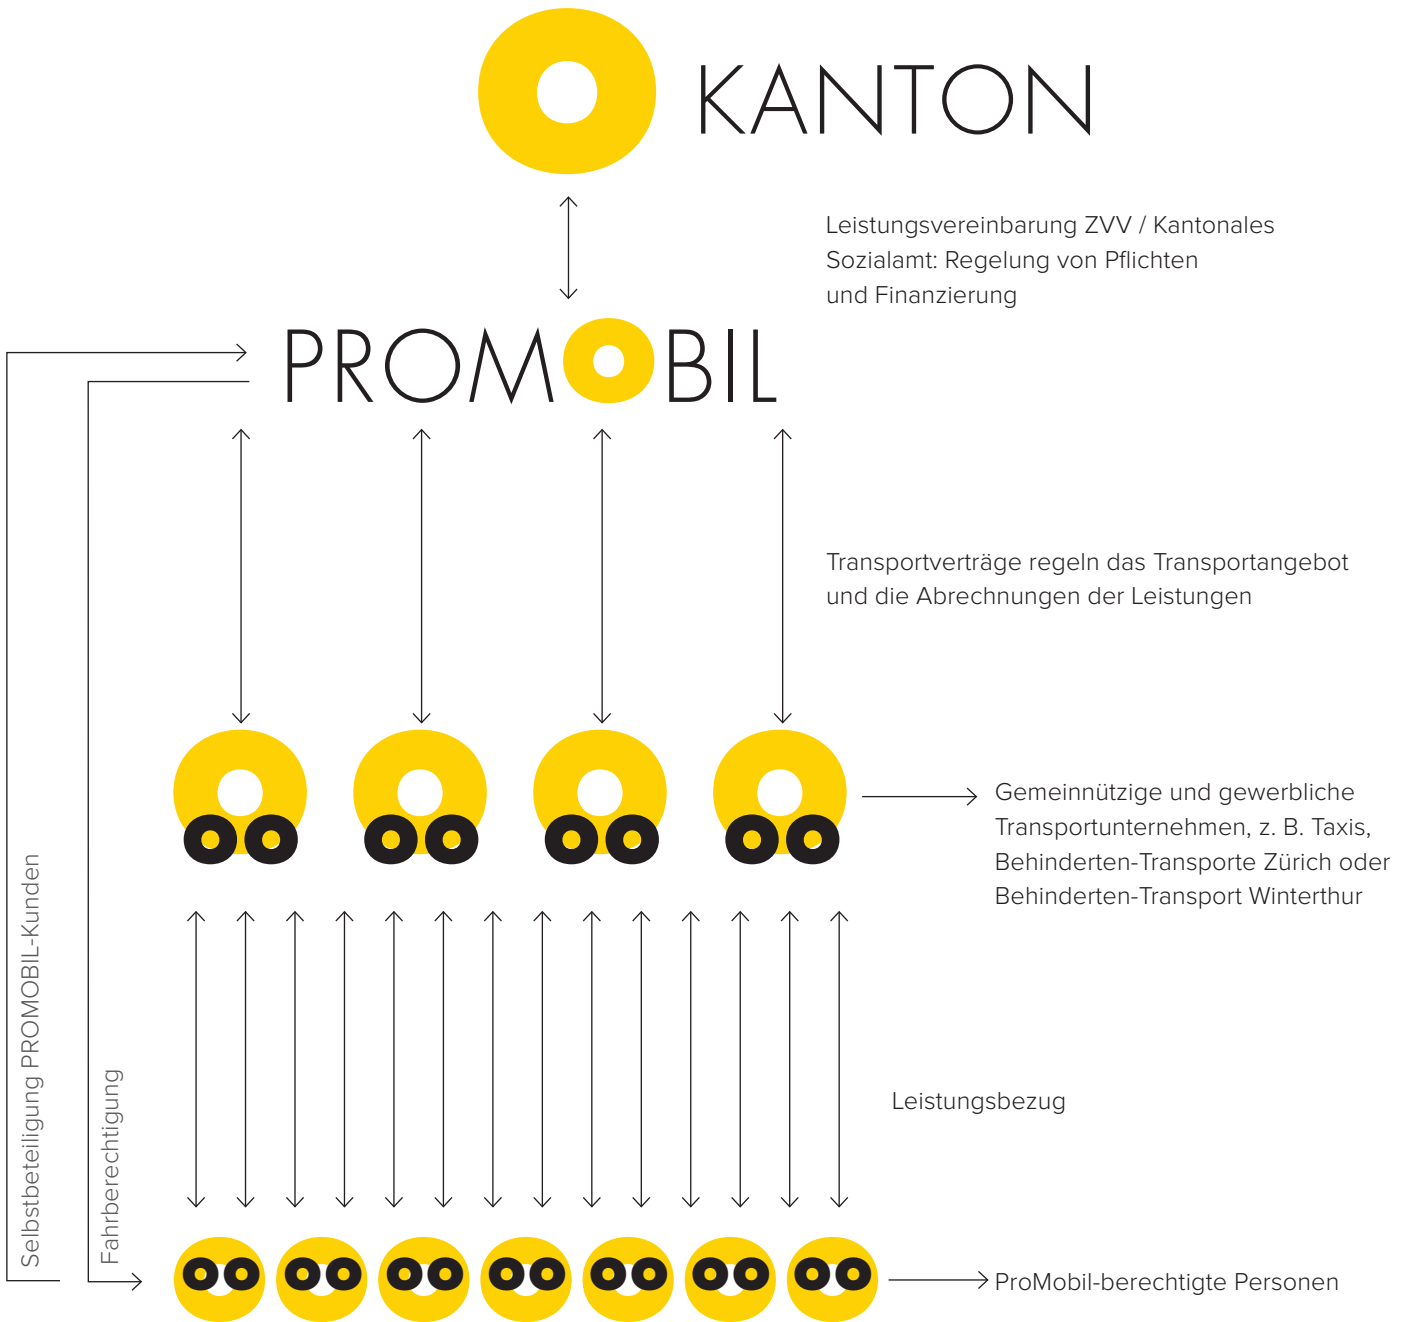 KANTON
Leistungsvereinbarung ZVV / Kantonales
Sozialamt: Regelung von Pflichten
und Finanzierung
PROMOBIL
Transportverträge regeln das Transportangebot
und die Abrechnungen der Leistungen
Gemeinnützige und gewerbliche
Transportunternehmen, z. B. Taxis,
Behinderten-Transporte Zürich oder
Behinderten-Transport Winterthur
Selbstbeteiligung PROMOBIL-Kunden
Fahrberechtigung
Leistungsbezug
ProMobil-berechtigte Personen